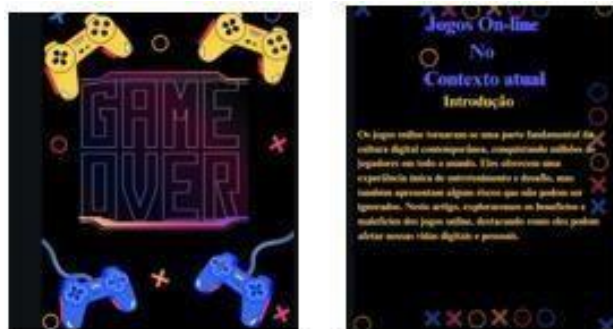 GAME
OVER
Jogos On-line
No
Contexto atual
Introdução
Os jogos online tornaram-se uma parte fundamental da
cultura digital contemporânea, conquistando milhões de
jogadores em todo o mundo. Eles oferecem uma
experiência única de entretenimento e desafio, mas
também apresentam alguns riscos que não podem ser
ignorados. Neste artigo, exploraremos os benefícios e
malefícios dos jogos online, destacando como eles podem
afetar nossas vidas digitais e pessoais.